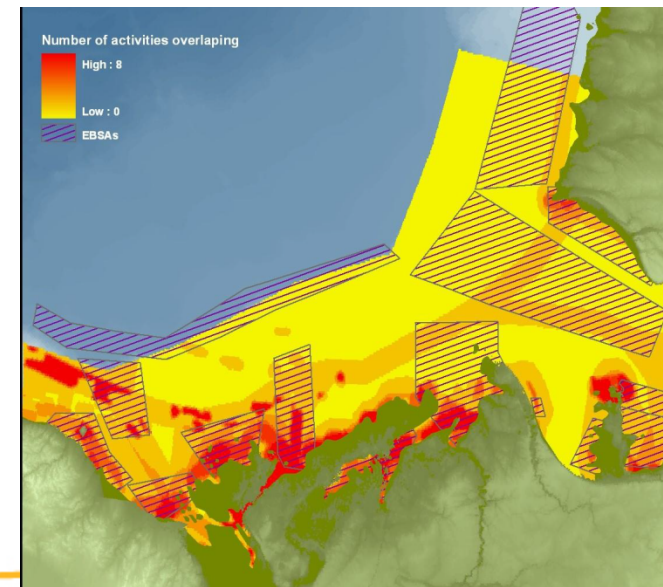 Number of activities overlaping
High : 8
Low : 0
EBSAs